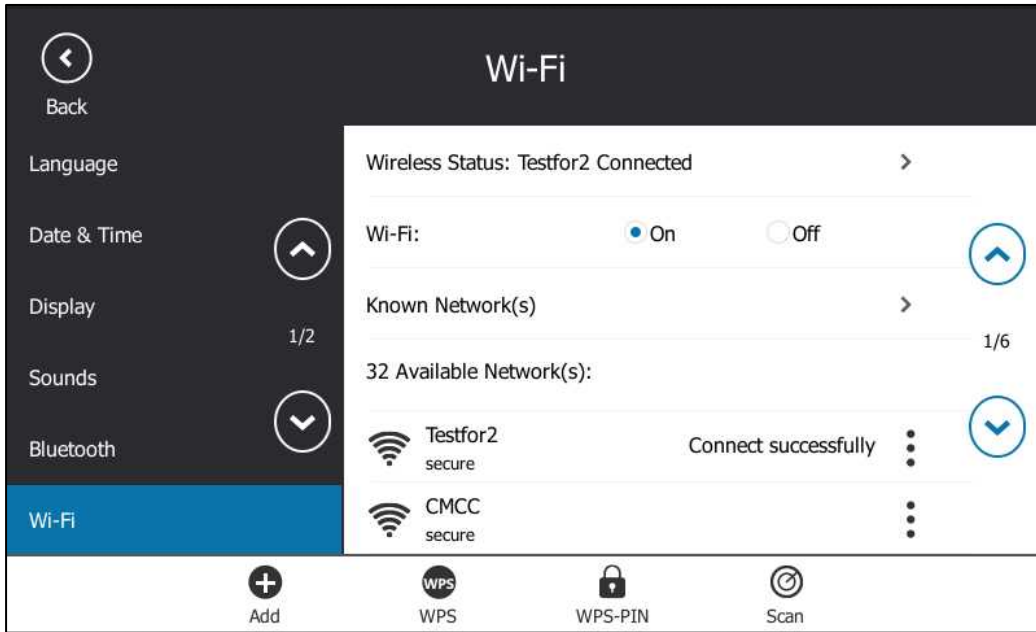 Back
Wi-Fi
Language
Date & Time
Display
1/2
Sounds
Bluetooth
Wi-Fi
Wireless Status: Testfor2 Connected
Wi-Fi: On Off
Known Network(s)
1/6
32 Available Network(s):
Testfor2
secure
Connect successfully
CMCC
secure
Add
WPS
WPS
WPS-PIN
Scan